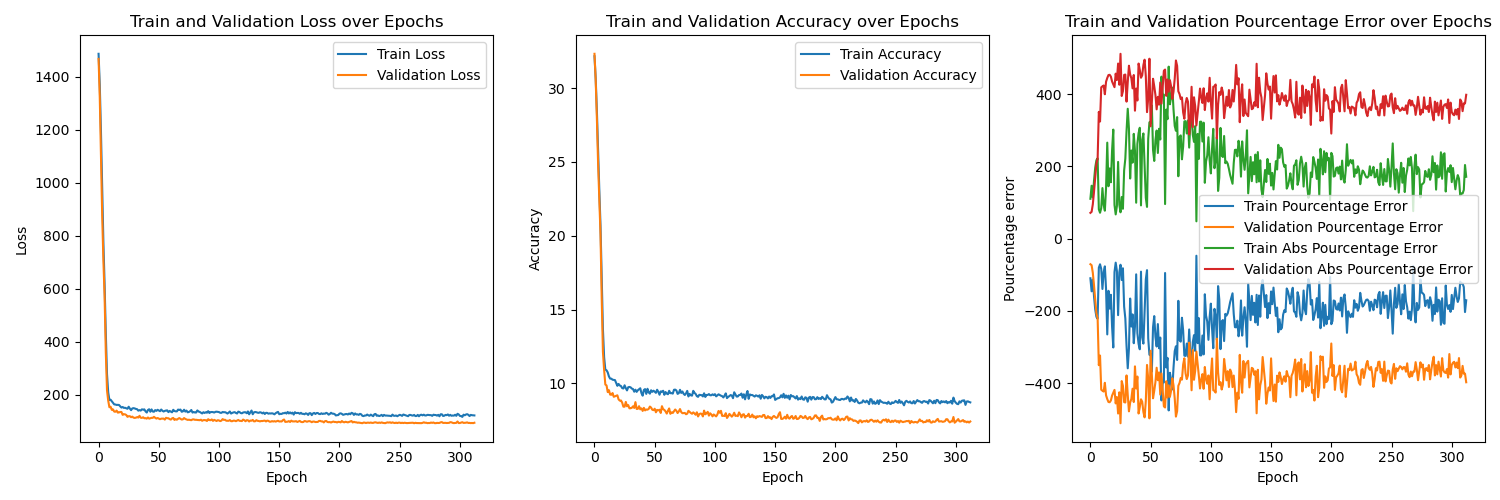 Train and Validation Loss over Epochs
Loss
1400
1200
1000
800
600
400
200
0
50
100
150
200
250
300
Epoch
Train Loss
Validation Loss
Train and Validation Accuracy over Epochs
Accuracy
30
25
20
15
10
0
50
100
150
200
250
300
Epoch
Train Accuracy
Validation Accuracy
Train and Validation Pourcentage Error over Epochs
Pourcentage error
400
200
0
−200
−400
0
50
100
150
200
250
300
Epoch
Train Pourcentage Error
Validation Pourcentage Error
Train Abs Pourcentage Error
Validation Abs Pourcentage Error